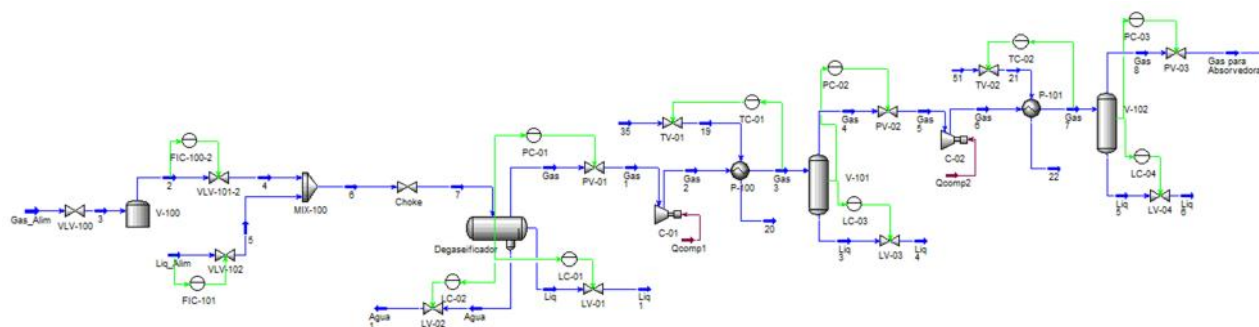 FIC-100-2
2
VLV-101-2
4
Gas_Alim
VLV-100
3
V-100
MIX-100
6
Choke
7
5
Liq_Alim
VLV-102
FIC-101
PC-01
Gas
PV-01
Gas
1
Degaseificador
LC-02
Agua
1
LV-02
Agua
Liq
LC-01
LV-01
Liq
1
C-01
Qcomp1
Gas
2
35
TV-01
19
TC-01
P-100
20
Gas
3
PC-02
Gas
4
PV-02
Gas
5
V-101
LC-03
Liq
3
LV-03
Liq
4
C-02
Qcomp2
Gas
6
51
TV-02
21
TC-02
P-101
22
Gas
7
PC-03
Gas
8
PV-03
Gas para
Absorvedora
V-102
LC-04
Liq
5
LV-04
Liq
6